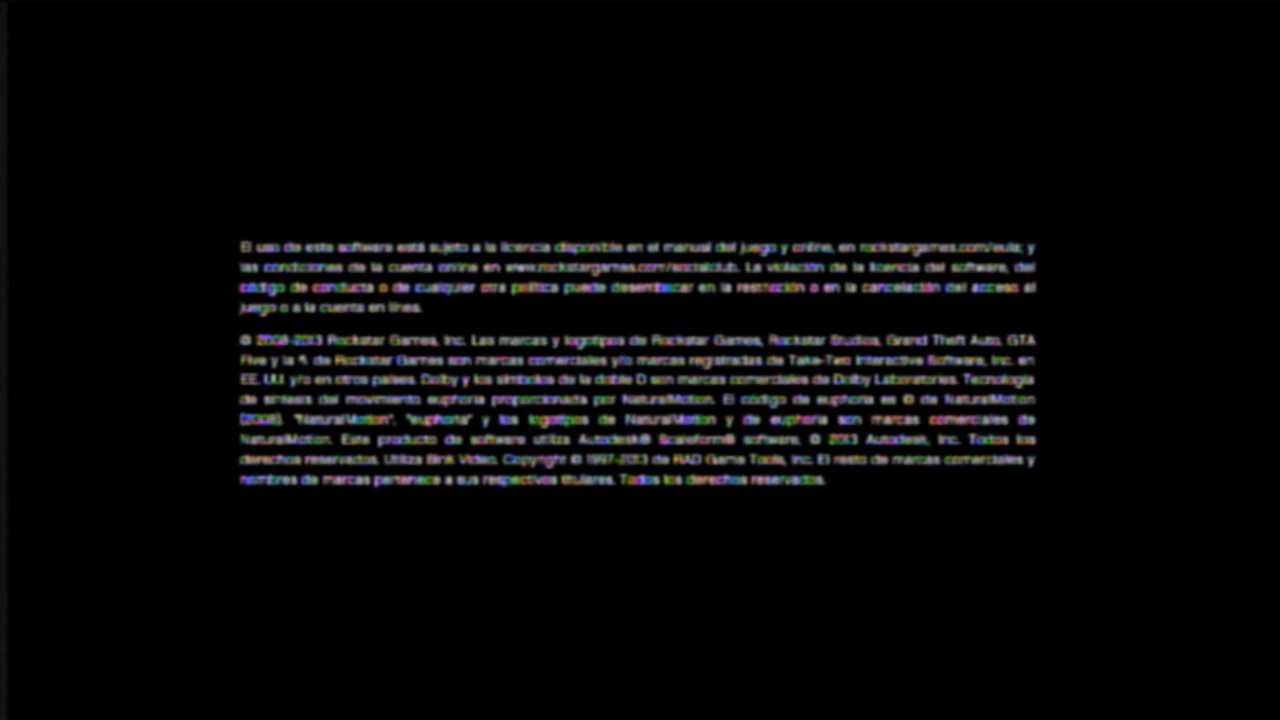 El uso de este software está sujeto a la licencia disponible en el manual del juego y online, en rockstargames.com/eula; y
las condiciones de la cuenta online en www.rockstargames.com/socialclub. La violación de la licencia del software, del
código de conducta o de cualquier otra política puede desembocar en la restricción o en la cancelación del acceso al
juego o a la cuenta en línea.
© 2008-2013 Rockstar Games, Inc. Las marcas y logotipos de Rockstar Games, Rockstar Studios, Grand Theft Auto, GTA
Five y la de Rockstar Games son marcas comerciales y/o marcas registradas de Take-Two Interactive Software, Inc. en
EE. UU. y/o en otros países. Dolby y los símbolos de la doble D son marcas comerciales de Dolby Laboratories. Tecnología
de síntesis del movimiento euphoria proporcionada por NaturalMotion. El código de euphoria es © de NaturalMotion
[2008]. "NaturalMotion", "euphoria" y los logotipos de NaturalMotion y de euphoria son marcas comerciales de
NaturalMotion. Este producto de software utiliza Autodesk® Scaleform® software, © 2013 Autodesk, Inc. Todos los
derechos reservados. Utiliza Bink Video. Copyright © 1997-2013 de RAD Game Tools, Inc. El resto de marcas comerciales y
nombres de marcas pertenece a sus respectivos titulares. Todos los derechos reservados.